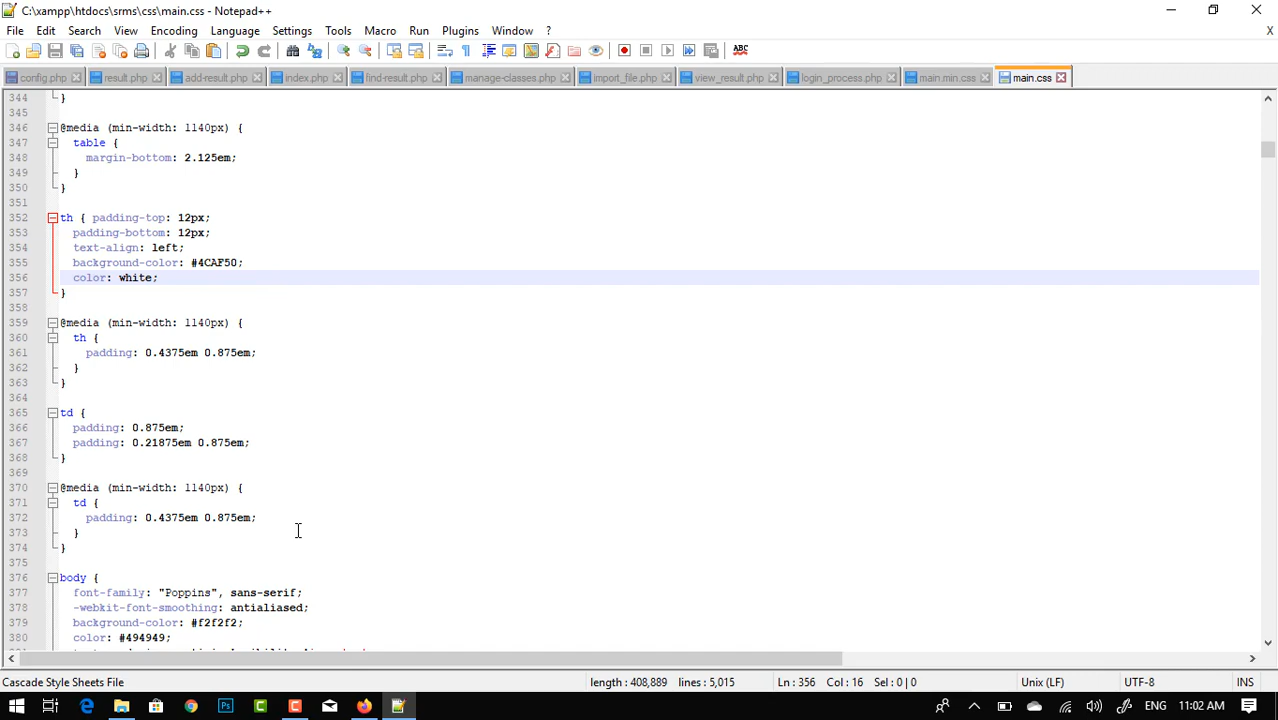 C:\xampp\htdocs\srms\css\main.css - Notepad++
File Edit Search View Encoding Language Settings Tools Macro Run Plugins Window ? X
ABC
config.php result.php add-result.php index.php find-result.php manage-classes.php import_file.php view_result.php login_process.php main.min.css main.css
344 }
345
346 @media (min-width: 1140px) {
347 table {
348 margin-bottom: 2.125em;
349 }
350 }
351
352 th { padding-top: 12px;
353 padding-bottom: 12px;
354 text-align: left;
355 background-color: #4CAF50;
356 color: white;
357 }
358
359 @media (min-width: 1140px) {
360 th {
361 padding: 0.4375em 0.875em;
362 }
363 }
364
365 td {
366 padding: 0.875em;
367 padding: 0.21875em 0.875em;
368 }
369
370 @media (min-width: 1140px) {
371 td {
372 padding: 0.4375em 0.875em;
373 }
374 }
375
376 body {
377 font-family: "Poppins", sans-serif;
378 -webkit-font-smoothing: antialiased;
379 background-color: #f2f2f2;
380 color: #494949;
Cascade Style Sheets File length : 408,889 lines : 5,015 Ln : 356 Col : 16 Sel : 0 | 0 Unix (LF) UTF-8 INS
Ps C C ENG 11:02 AM